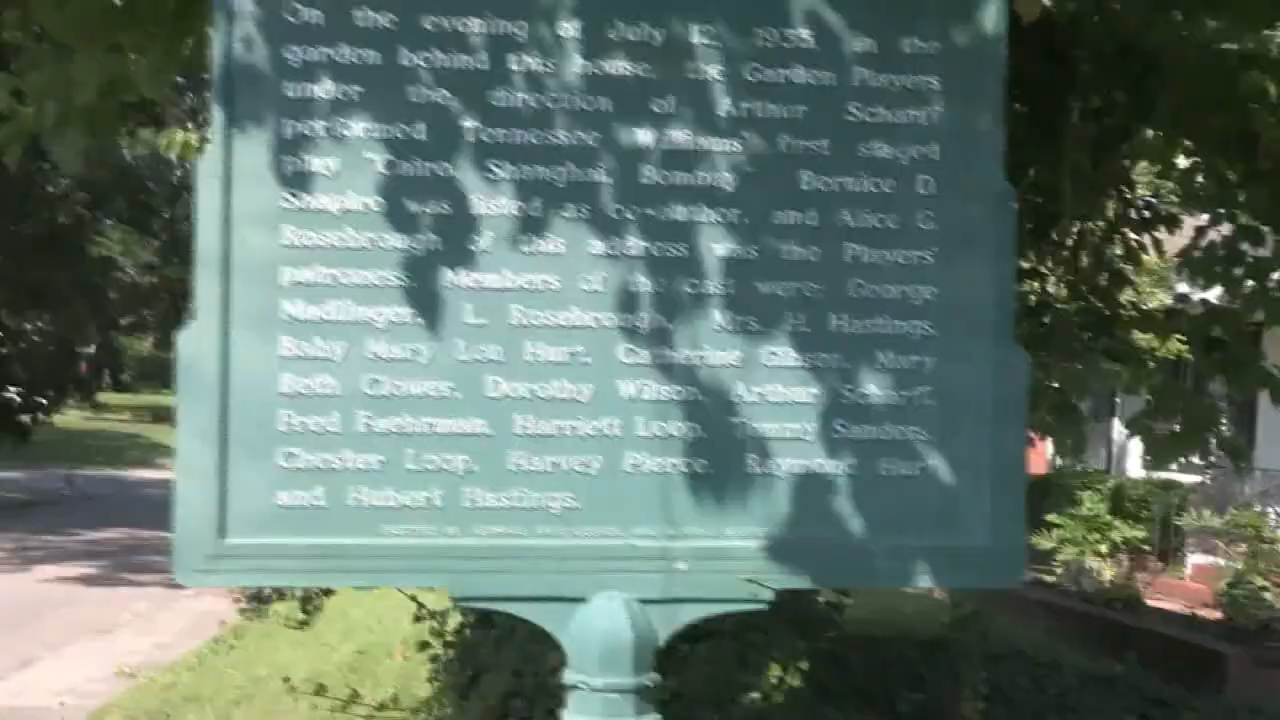 On the evening of July 12, 1935 in the
garden behind this house, the Garden Players
under the direction of Arthur Scharff
performed Tennessee Williams' first staged
play "Cairo, Shanghai, Bombay" Bernice D.
Shapiro was listed as co-author, and Alice G.
Rosebrough of this address was the Players'
patroness. Members of the cast were: George
Medlinger, L. Rosebrough, Mrs. H. Hastings,
Baby Mary Lou Hurt, Catherine Gibson, Mary
Beth Clower, Dorothy Wilson, Arthur Scharff,
Fred Faehrman, Harriett Loop, Tommy Sanders,
Chester Loop, Harvey Pierce, Raymond Hurt
and Hubert Hastings.